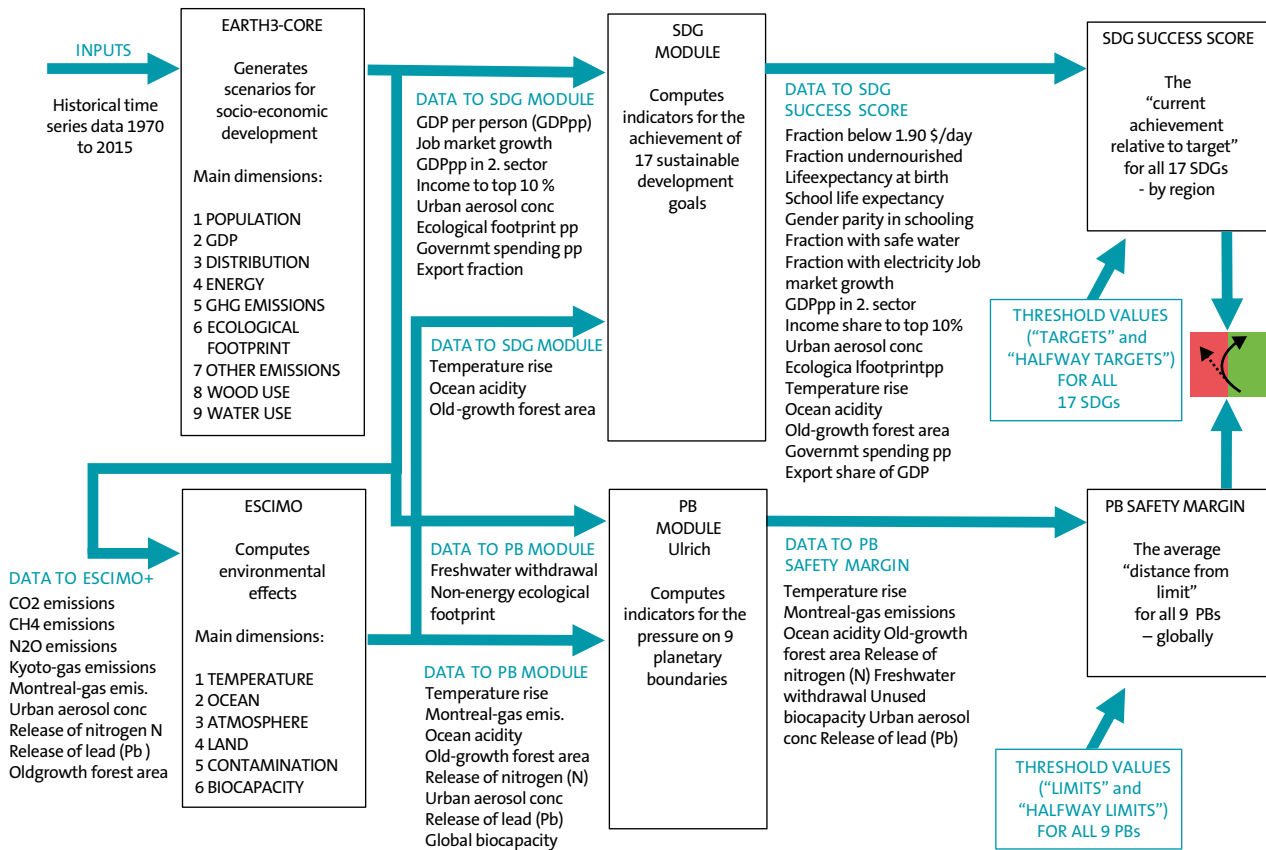 INPUTS
Historical time
series data 1970
to 2015
EARTH3-CORE
Generates
scenarios for
socio-economic
development
Main dimensions:
1 POPULATION
2 GDP
3 DISTRIBUTION
4 ENERGY
5 GHG EMISSIONS
6 ECOLOGICAL
FOOTPRINT
7 OTHER EMISSIONS
8 WOOD USE
9 WATER USE
DATA TO SDG MODULE
GDP per person (GDPpp)
Job market growth
GDPpp in 2. sector
Income to top 10 %
Urban aerosol conc
Ecological footprint pp
Governmt spending pp
Export fraction
DATA TO SDG MODULE
Temperature rise
Ocean acidity
Old-growth forest area
SDG
MODULE
Computes
indicators for the
achievement of
17 sustainable
development
goals
DATA TO SDG
SUCCESS SCORE
Fraction below 1.90 $/day
Fraction undernourished
Lifeexpectancy at birth
School life expectancy
Gender parity in schooling
Fraction with safe water
Fraction with electricity Job
market growth
GDPpp in 2. sector
Income share to top 10%
Urban aerosol conc
Ecologica lfootprintpp
Temperature rise
Ocean acidity
Old-growth forest area
Governmt spending pp
Export share of GDP
SDG SUCCESS SCORE
The
“current
achievement
relative to target”
for all 17 SDGs
- by region
THRESHOLD VALUES
(“TARGETS” and
“HALFWAY TARGETS”)
FOR ALL
17 SDGs
DATA TO ESCIMO+
CO2 emissions
CH4 emissions
N2O emissions
Kyoto-gas emissions
Montreal-gas emis.
Urban aerosol conc
Release of nitrogen N
Release of lead (Pb )
Oldgrowth forest area
ESCIMO
Computes
environmental
effects
Main dimensions:
1 TEMPERATURE
2 OCEAN
3 ATMOSPHERE
4 LAND
5 CONTAMINATION
6 BIOCAPACITY
DATA TO PB MODULE
Freshwater withdrawal
Non-energy ecological
footprint
DATA TO PB MODULE
Temperature rise
Montreal-gas emis.
Ocean acidity
Old-growth forest area
Release of nitrogen (N)
Urban aerosol conc
Release of lead (Pb)
Global biocapacity
PB
MODULE
Ulrich
Computes
indicators for the
pressure on 9
planetary
boundaries
DATA TO PB
SAFETY MARGIN
Temperature rise
Montreal-gas emissions
Ocean acidity Old-growth
forest area Release of
nitrogen (N) Freshwater
withdrawal Unused
biocapacity Urban aerosol
conc Release of lead (Pb)
PB SAFETY MARGIN
The average
“distance from
limit”
for all 9 PBs
– globally
THRESHOLD VALUES
(“LIMITS” and
“HALFWAY LIMITS”)
FOR ALL 9 PBs